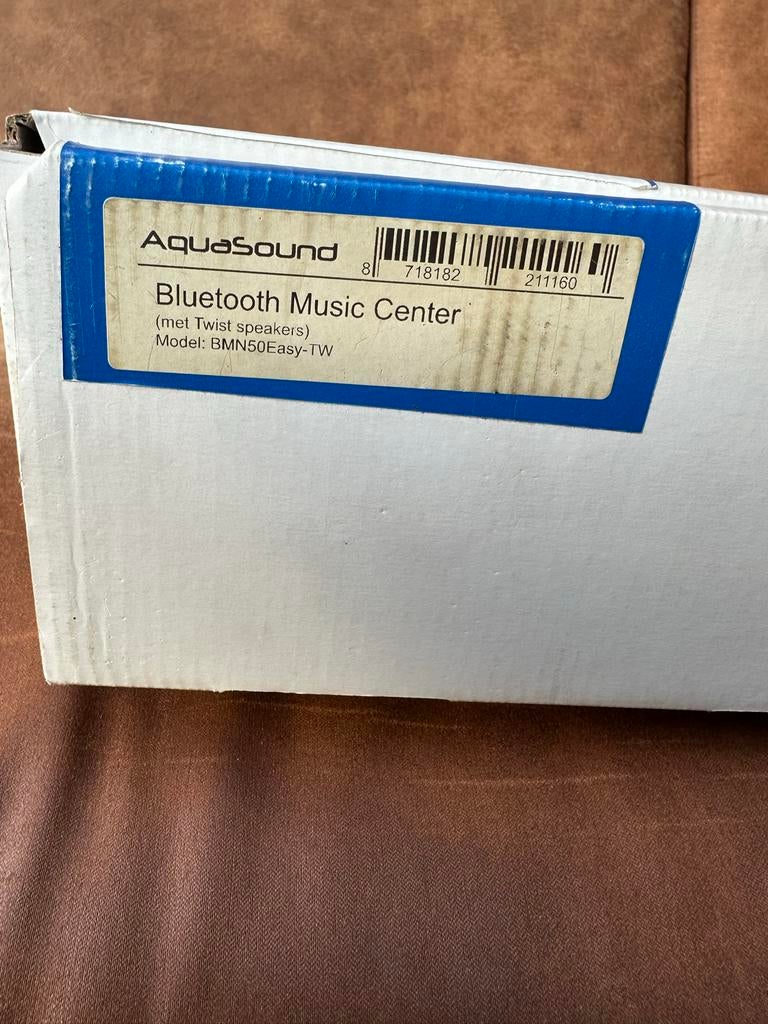 AquaSound
8 718182 211160
Bluetooth Music Center
(met Twist speakers)
Model: BMN50Easy-TW